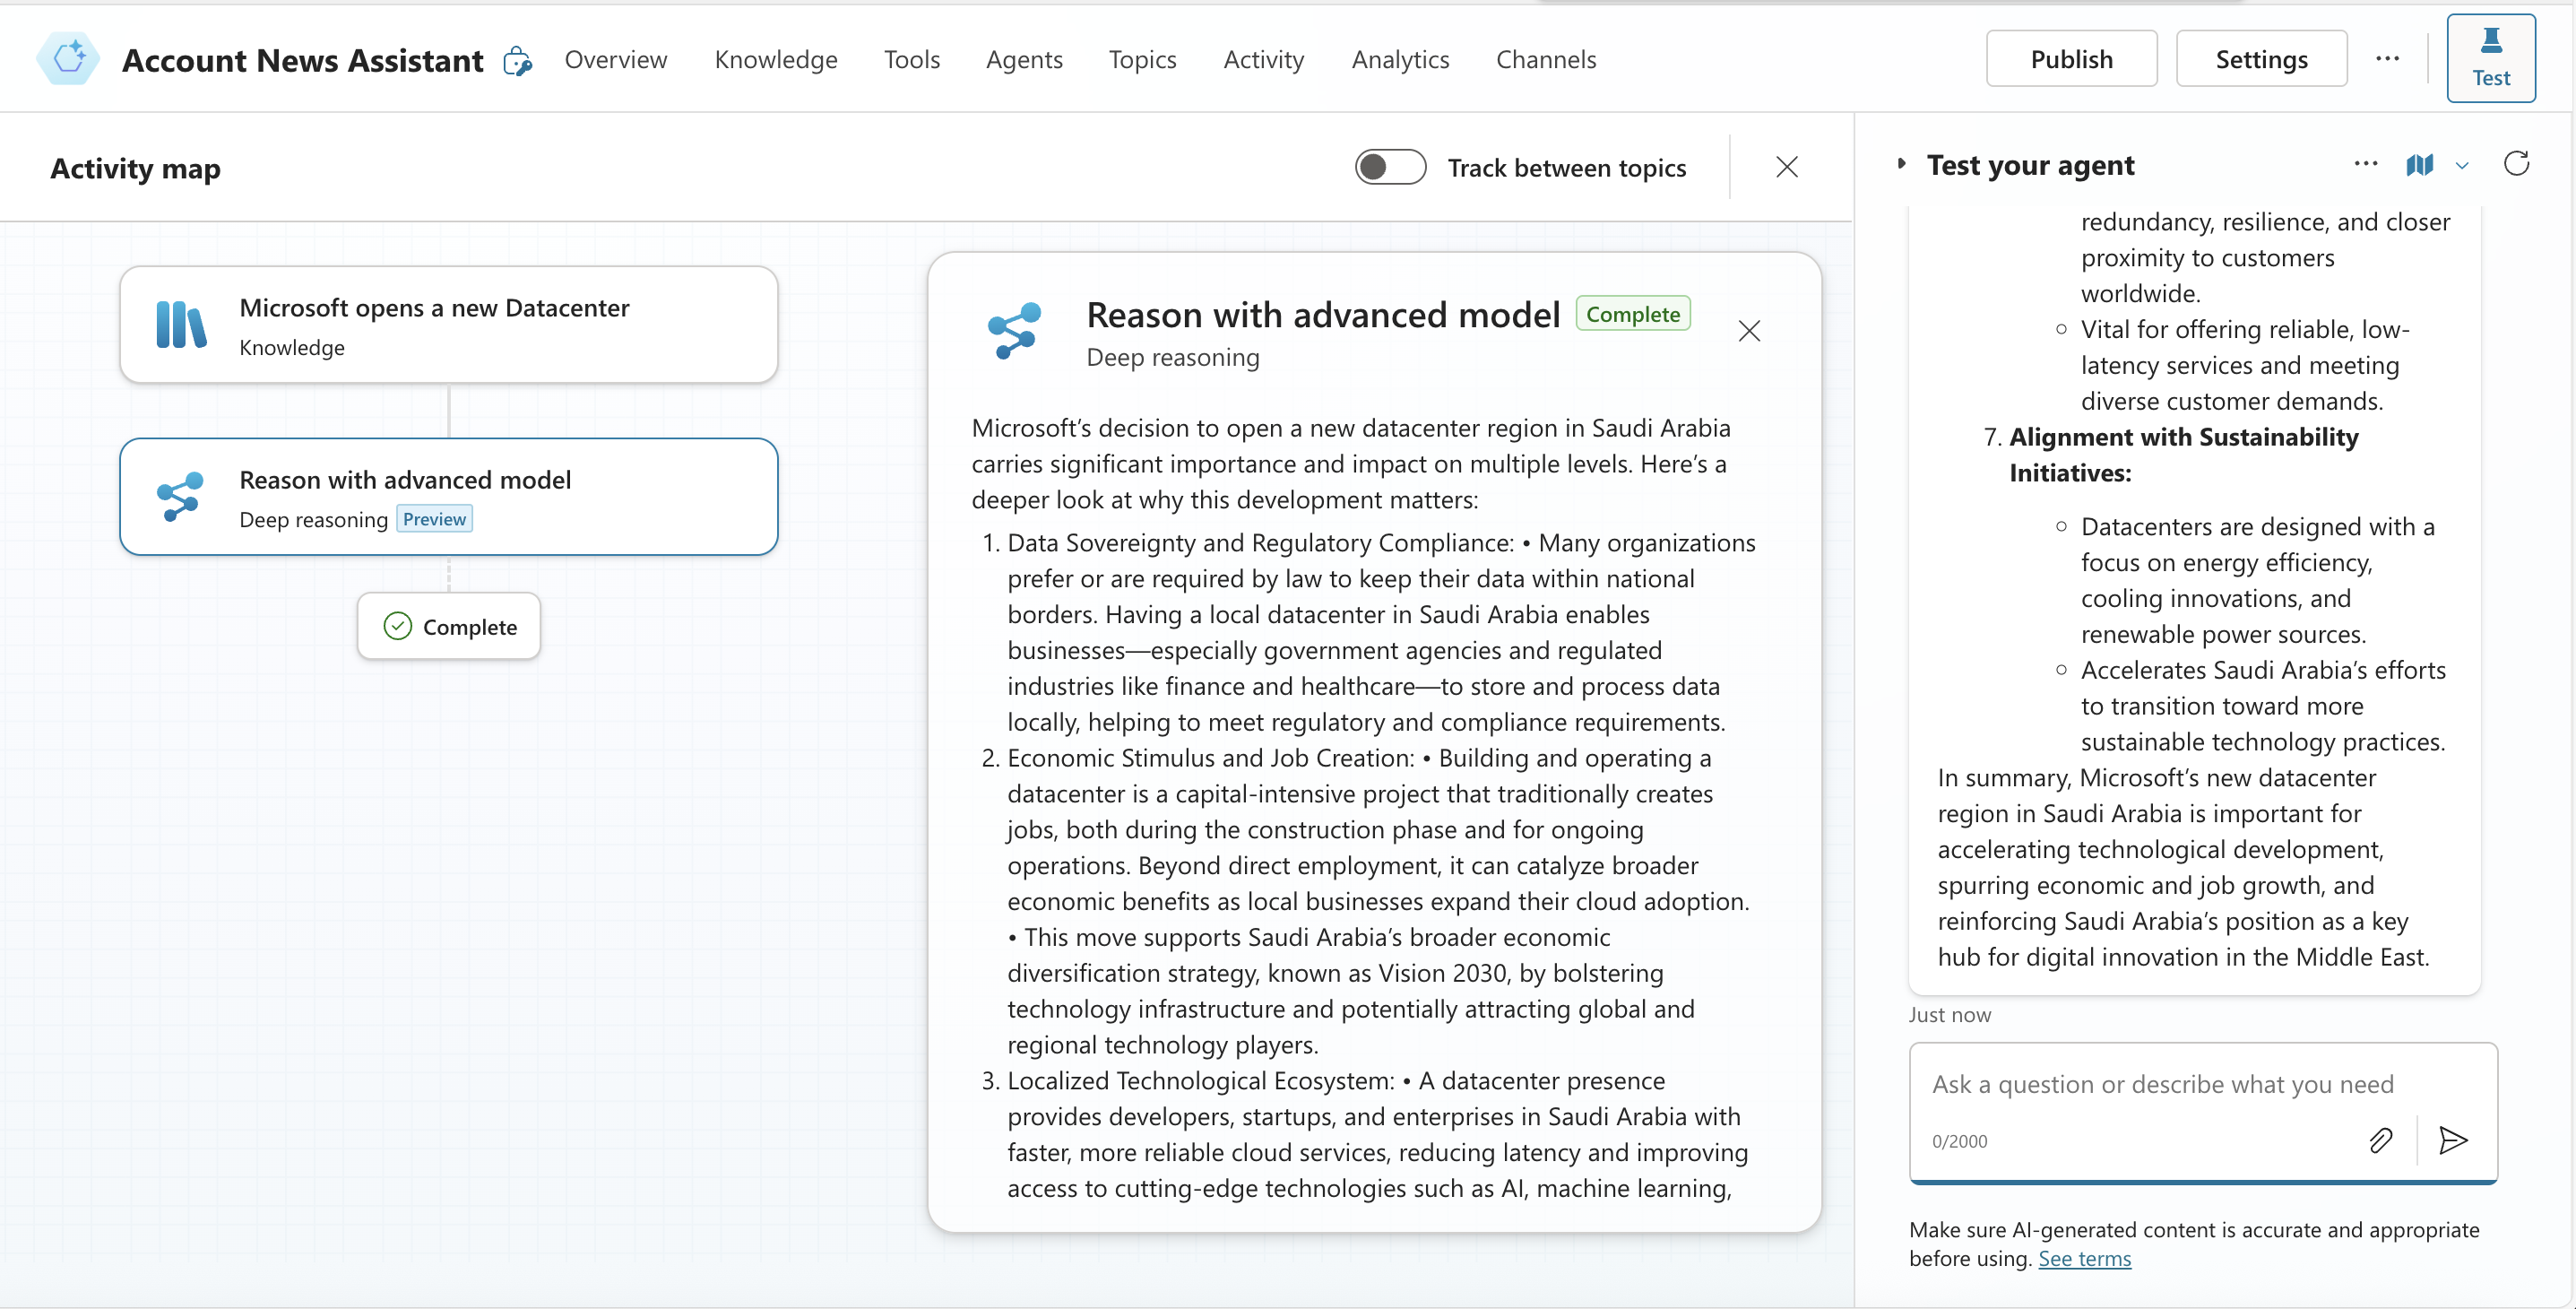 Account News Assistant
Overview
Knowledge
Tools
Agents
Topics
Activity
Analytics
Channels
Publish
Settings
Test
Activity map
Track between topics
Microsoft opens a new Datacenter
Knowledge
Reason with advanced model
Deep reasoning Preview
Complete
Reason with advanced model Complete
Deep reasoning
Microsoft’s decision to open a new datacenter region in Saudi Arabia
carries significant importance and impact on multiple levels. Here’s a
deeper look at why this development matters:
1. Data Sovereignty and Regulatory Compliance: • Many organizations
prefer or are required by law to keep their data within national
borders. Having a local datacenter in Saudi Arabia enables
businesses—especially government agencies and regulated
industries like finance and healthcare—to store and process data
locally, helping to meet regulatory and compliance requirements.
2. Economic Stimulus and Job Creation: • Building and operating a
datacenter is a capital-intensive project that traditionally creates
jobs, both during the construction phase and for ongoing
operations. Beyond direct employment, it can catalyze broader
economic benefits as local businesses expand their cloud adoption.
• This move supports Saudi Arabia’s broader economic
diversification strategy, known as Vision 2030, by bolstering
technology infrastructure and potentially attracting global and
regional technology players.
3. Localized Technological Ecosystem: • A datacenter presence
provides developers, startups, and enterprises in Saudi Arabia with
faster, more reliable cloud services, reducing latency and improving
access to cutting-edge technologies such as AI, machine learning,
Test your agent
redundancy, resilience, and closer
proximity to customers
worldwide.
○ Vital for offering reliable, low-
latency services and meeting
diverse customer demands.
7. Alignment with Sustainability
Initiatives:
○ Datacenters are designed with a
focus on energy efficiency,
cooling innovations, and
renewable power sources.
○ Accelerates Saudi Arabia’s efforts
to transition toward more
sustainable technology practices.
In summary, Microsoft’s new datacenter
region in Saudi Arabia is important for
accelerating technological development,
spurring economic and job growth, and
reinforcing Saudi Arabia’s position as a key
hub for digital innovation in the Middle East.
Just now
Ask a question or describe what you need
0/2000
Make sure AI-generated content is accurate and appropriate
before using. See terms